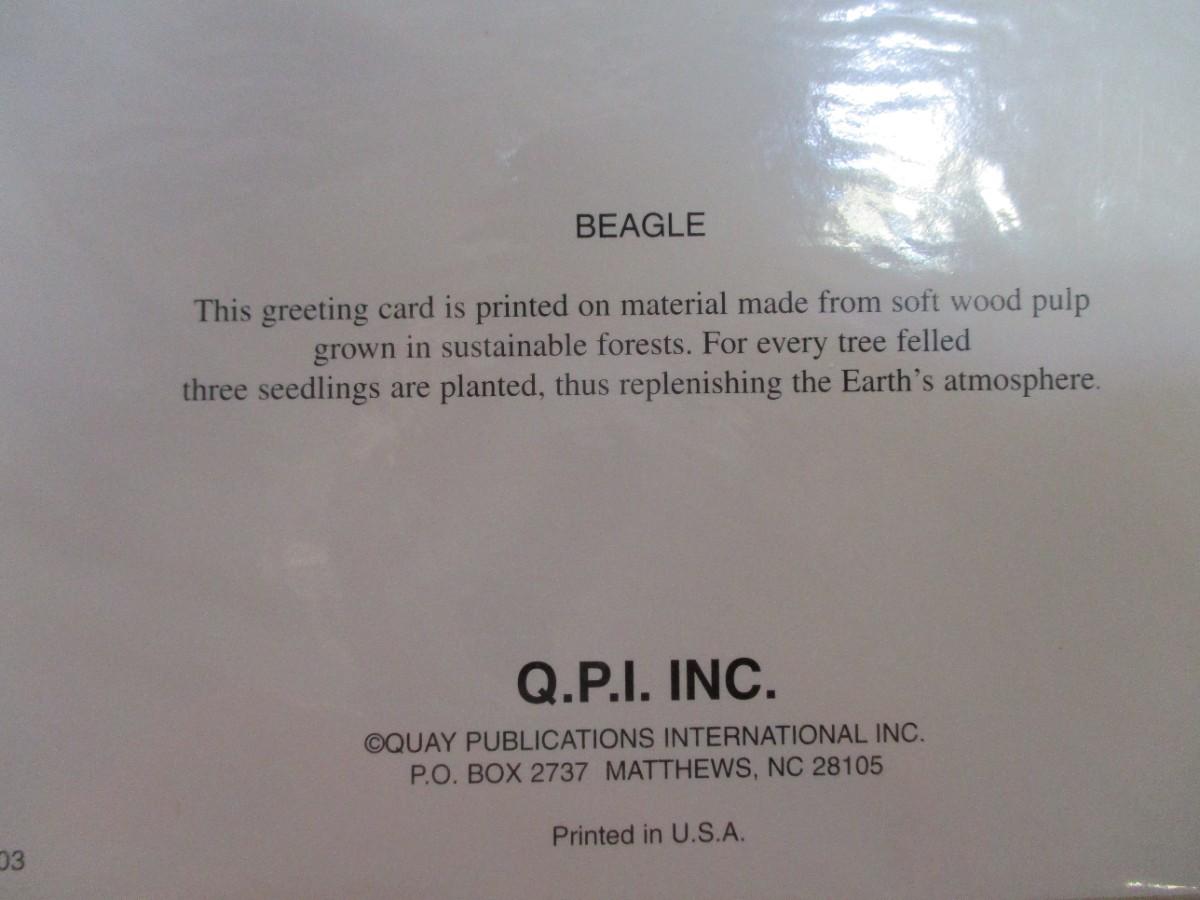 BEAGLE
This greeting card is printed on material made from soft wood pulp
grown in sustainable forests. For every tree felled
three seedlings are planted, thus replenishing the Earth's atmosphere.
Q.P.I. INC.
©QUAY PUBLICATIONS INTERNATIONAL INC.
P.O. BOX 2737 MATTHEWS, NC 28105
Printed in U.S.A.
03